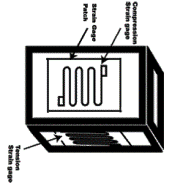 Compression
Strain gage
Strain Gage
Patch
Tension
Strain gage